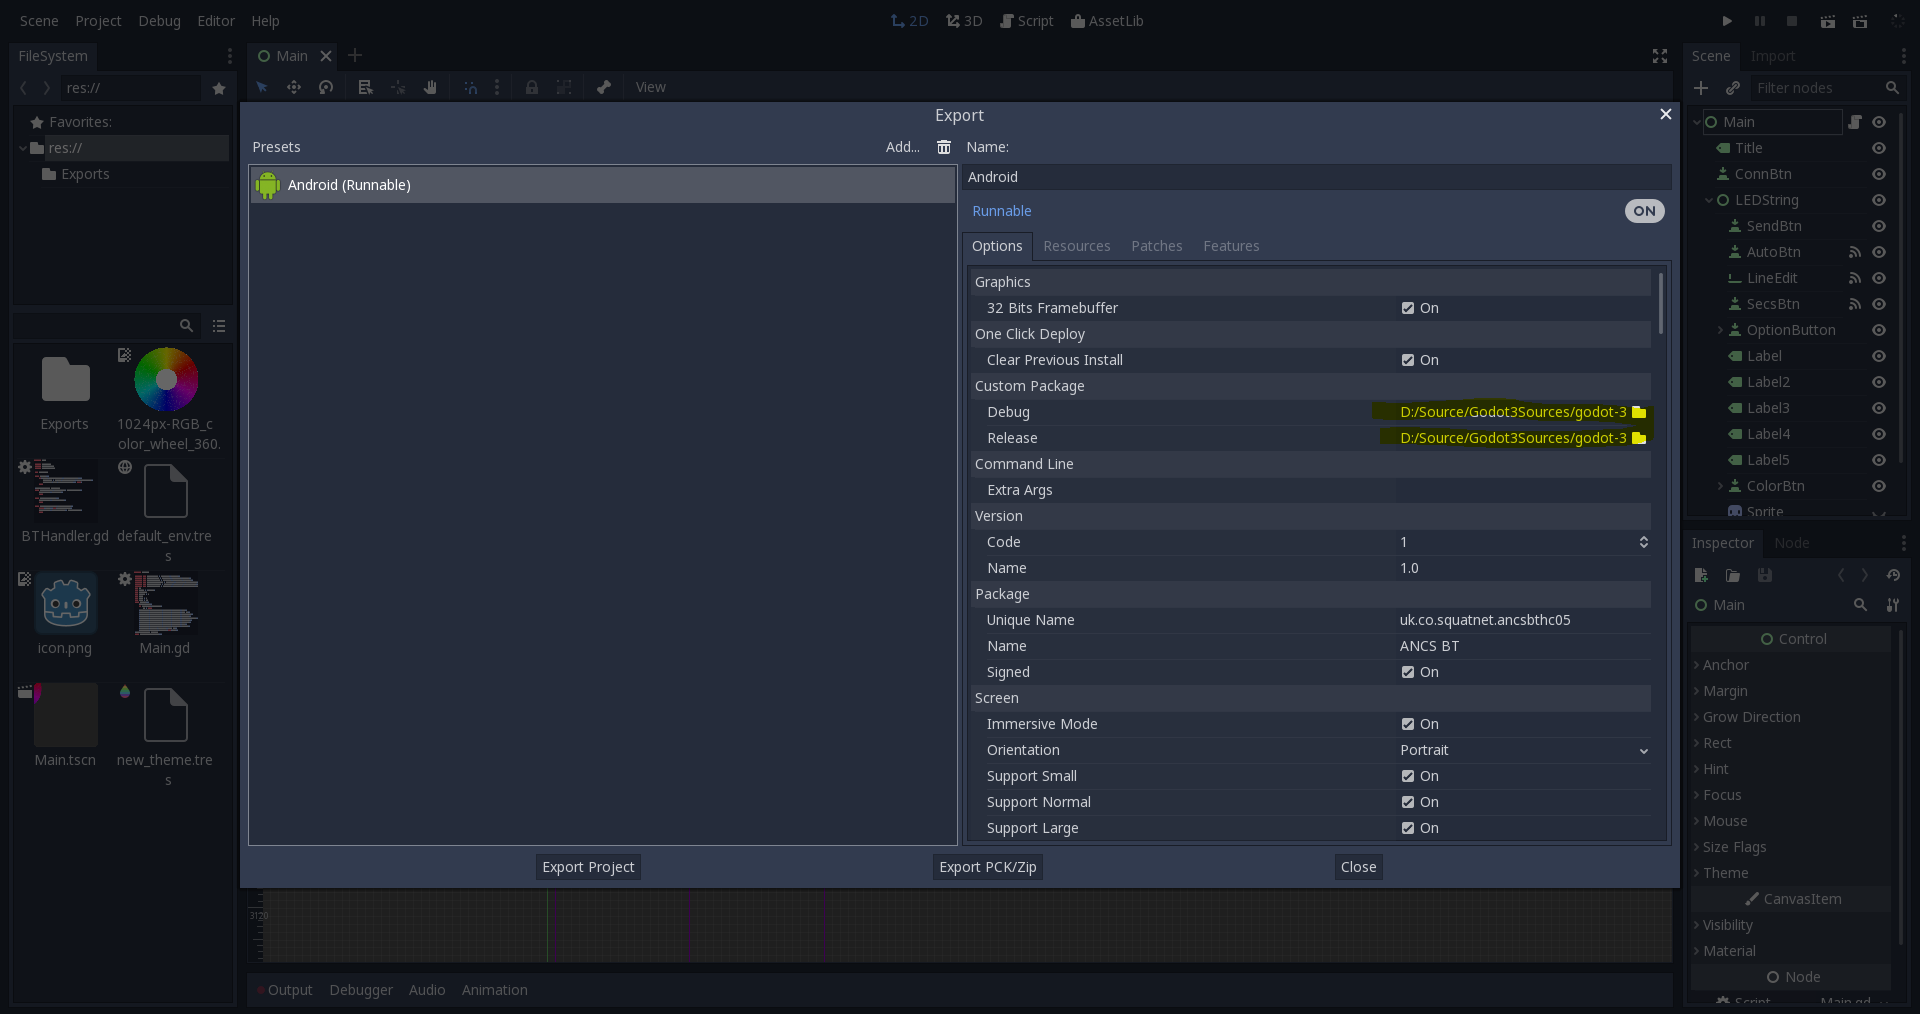 Scene Project Debug Editor Help
2D 3D Script AssetLib
FileSystem
res://
Favorites:
res://
Exports
Exports
1024px-RGB_c
olor_wheel_360.
BTHandler.gd
default_env.tre
s
icon.png
Main.gd
Main.tscn
new_theme.tre
s
Main
View
Export
Presets
Add...
Android (Runnable)
Name:
Android
Runnable
ON
Options Resources Patches Features
Graphics
32 Bits Framebuffer On
One Click Deploy
Clear Previous Install On
Custom Package
Debug D:/Source/Godot3Sources/godot-3
Release D:/Source/Godot3Sources/godot-3
Command Line
Extra Args
Version
Code 1
Name 1.0
Package
Unique Name uk.co.squatnet.ancsbthc05
Name ANCS BT
Signed On
Screen
Immersive Mode On
Orientation Portrait
Support Small On
Support Normal On
Support Large On
Export Project Export PCK/Zip Close
3120
Output Debugger Audio Animation
Scene Import
Filter nodes
Main
Title
ConnBtn
LEDString
SendBtn
AutoBtn
LineEdit
SecsBtn
OptionButton
Label
Label2
Label3
Label4
Label5
ColorBtn
Sprite
Inspector Node
Main
Control
Anchor
Margin
Grow Direction
Rect
Hint
Focus
Mouse
Size Flags
Theme
CanvasItem
Visibility
Material
Node
Script Main.gd